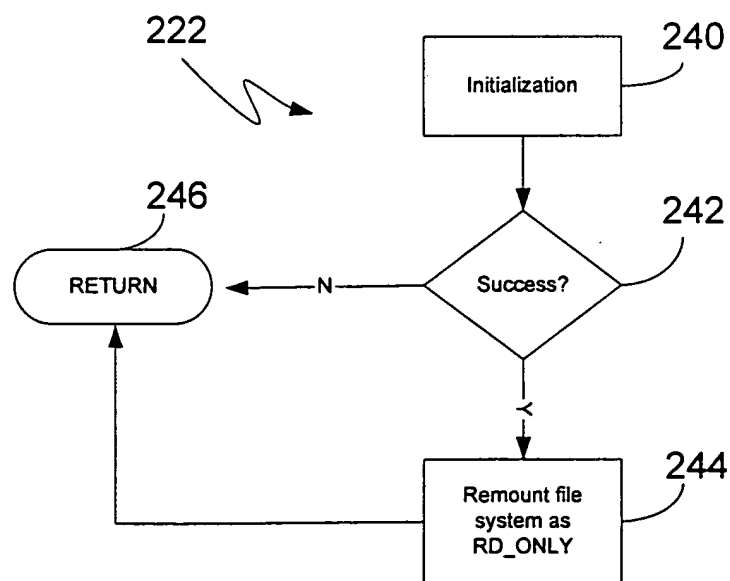 222
240
Initialization
246
242
RETURN
N
Success?
Y
244
Remount file
system as
RD_ONLY